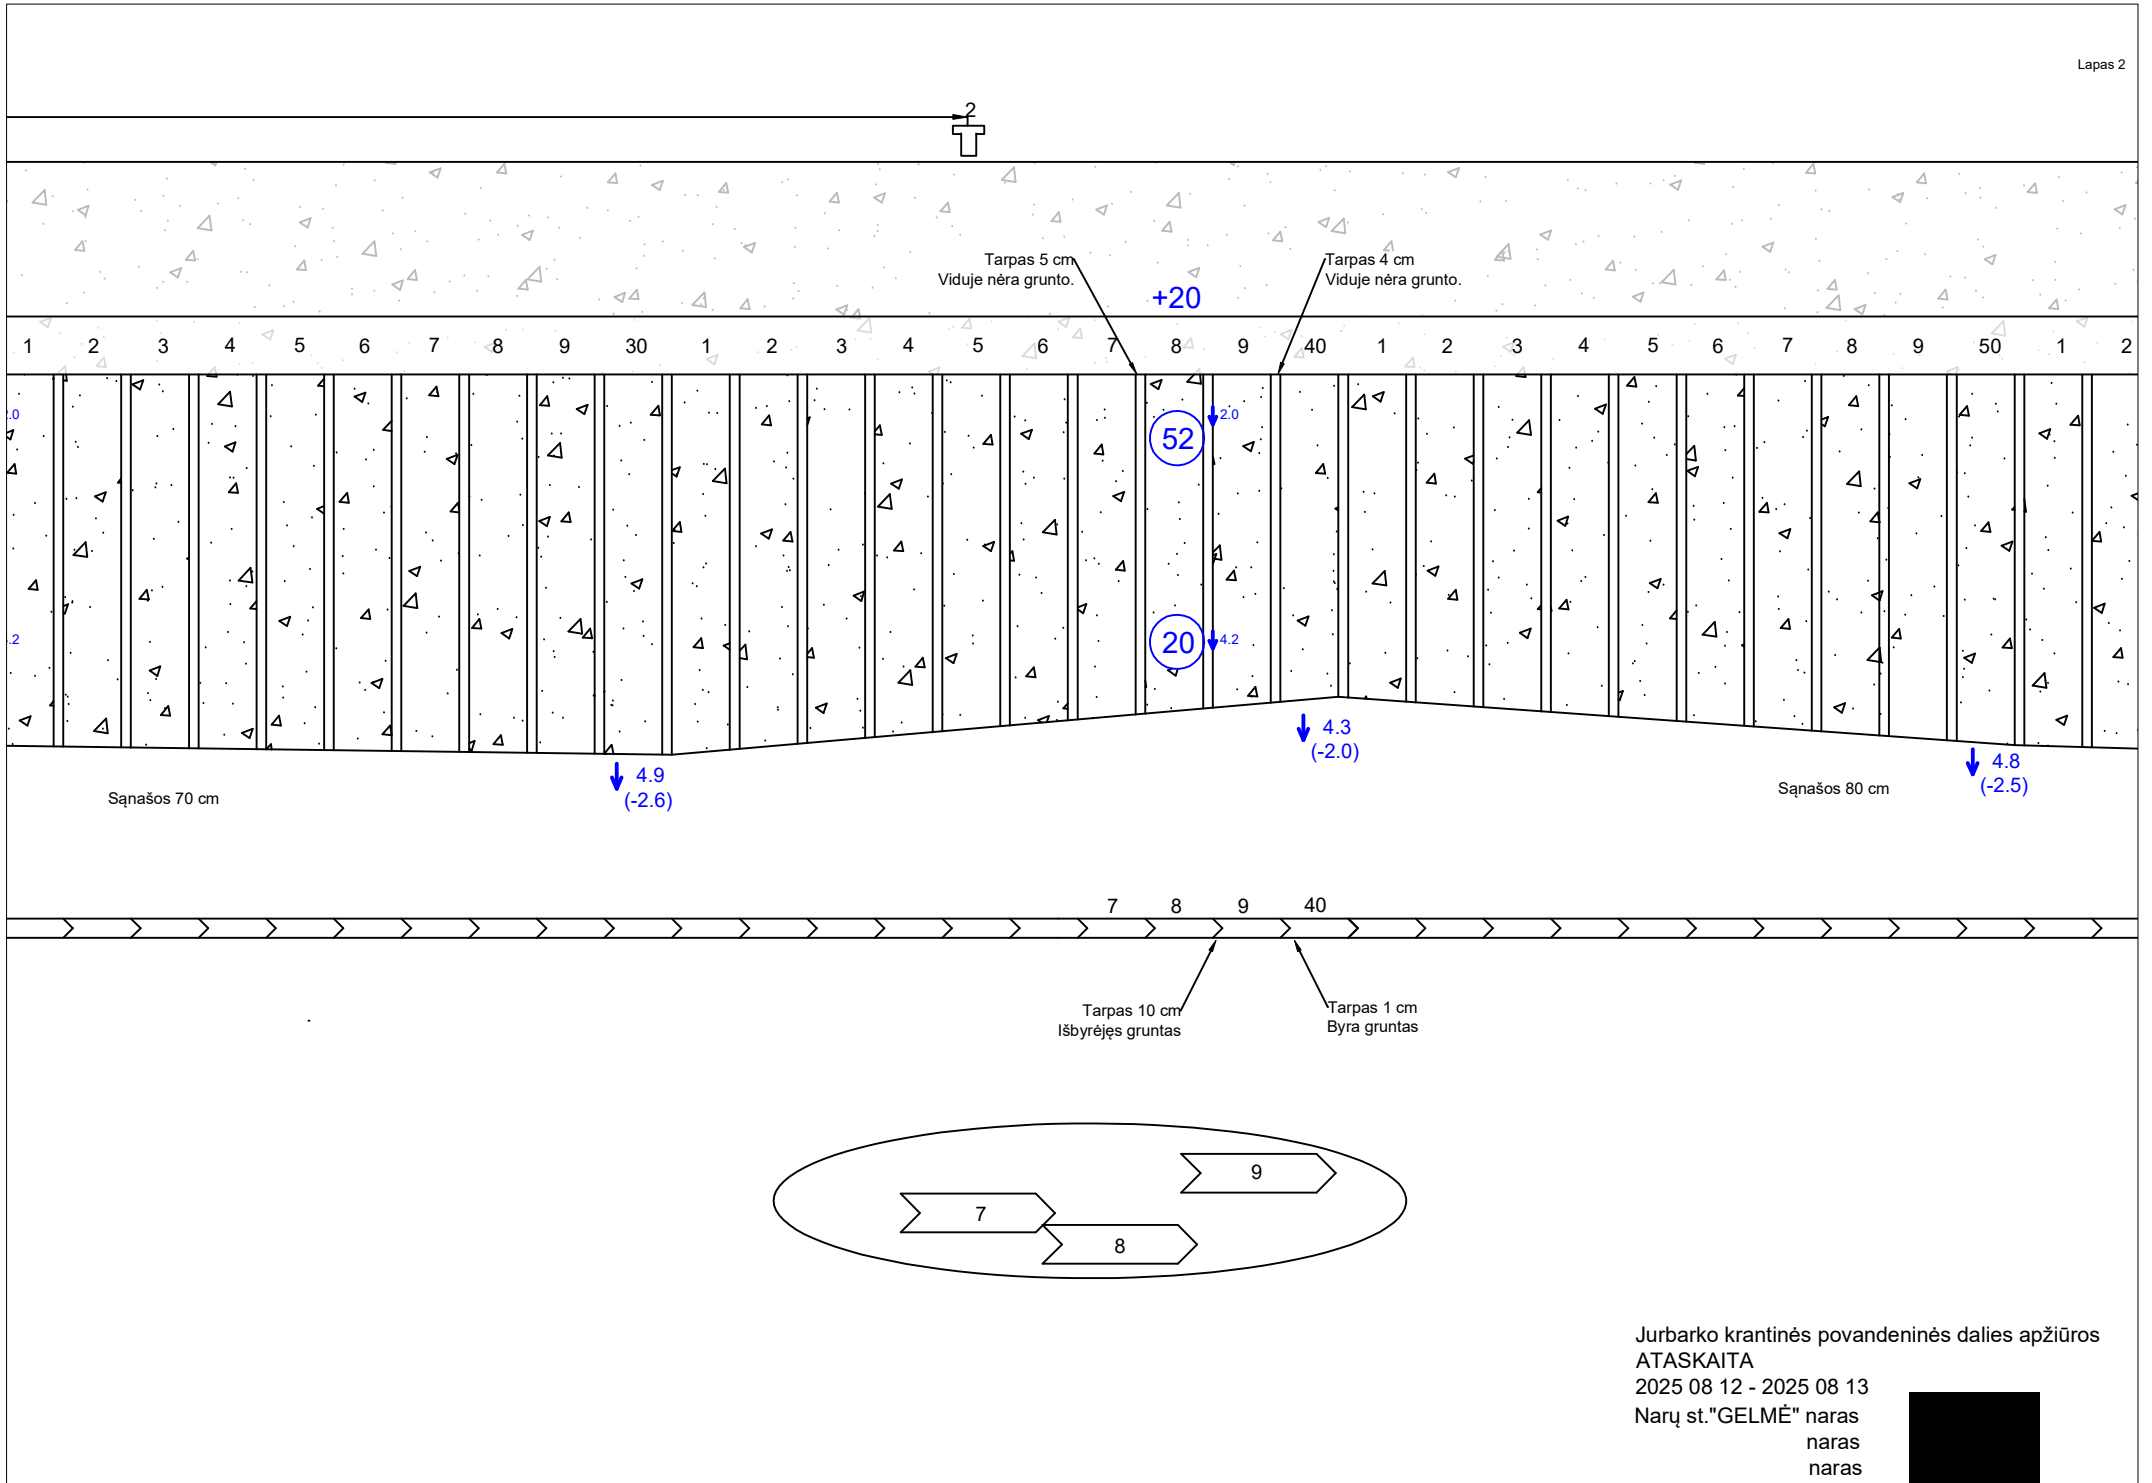 Lapas 2
2
Tarpas 5 cm
Viduje nėra grunto.
Tarpas 4 cm
Viduje nėra grunto.
+20
1 2 3 4 5 6 7 8 9 30 1 2 3 4 5 6 7 8 9 40 1 2 3 4 5 6 7 8 9 50 1 2
.0
2.0
52
.2
20
4.2
4.3
(-2.0)
4.9
(-2.6)
4.8
(-2.5)
Sąnašos 70 cm
Sąnašos 80 cm
7 8 9 40
Tarpas 10 cm
Išbyrėjęs gruntas
Tarpas 1 cm
Byra gruntas
9
7
8
Jurbarko krantinės povandeninės dalies apžiūros
ATASKAITA
2025 08 12 - 2025 08 13
Narų st."GELMĖ" naras
naras
naras